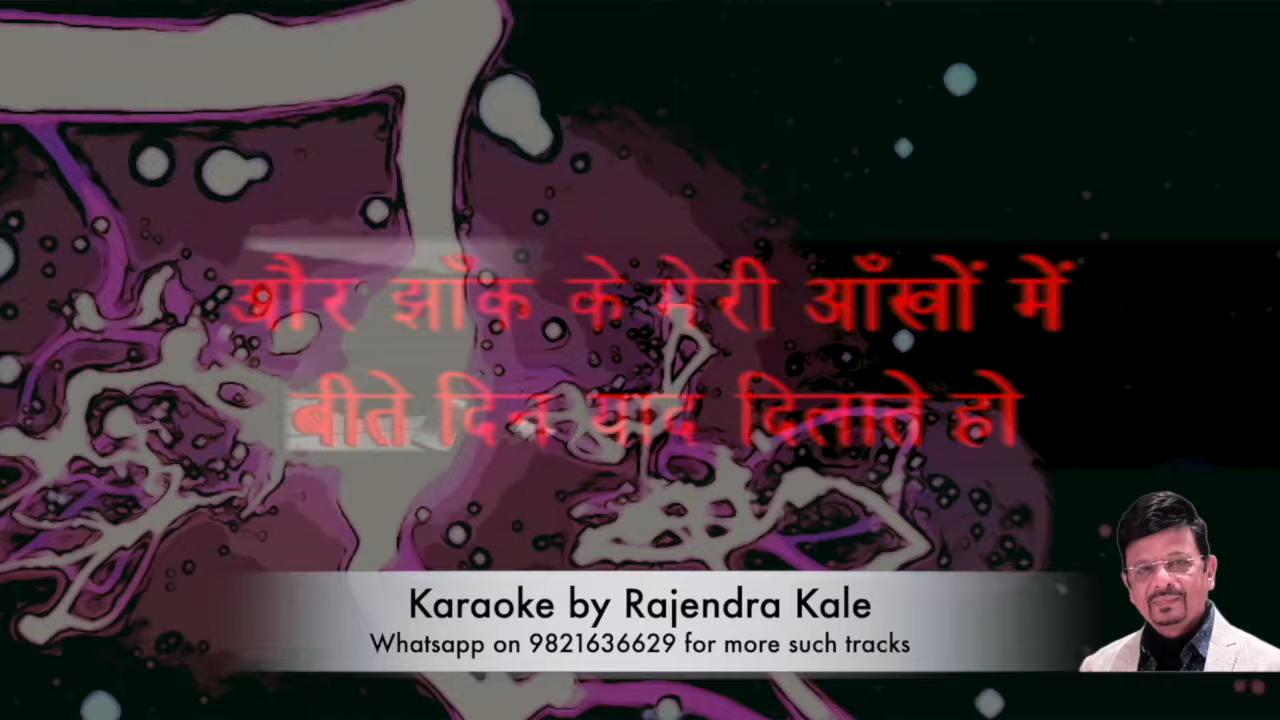 और झाँक के मेरी आँखों में
बीते दिन याद दिलाते हो
Karaoke by Rajendra Kale
Whatsapp on 9821636629 for more such tracks